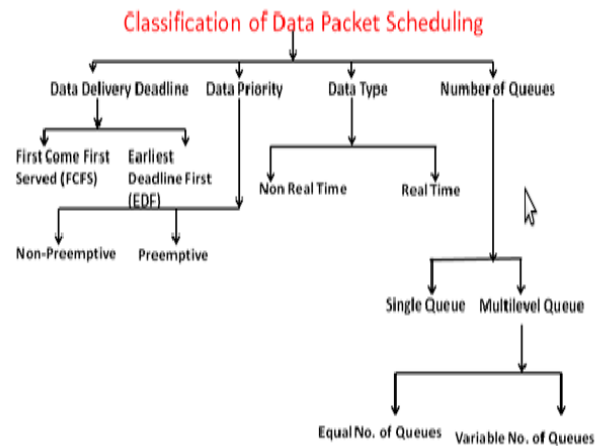 Classification of Data Packet Scheduling
Data Delivery Deadline
Data Priority
Data Type
Number of Queues
First Come First
Served (FCFS)
Earliest
Deadline First
(EDF)
Non Real Time
Real Time
Non-Preemptive
Preemptive
Single Queue
Multilevel Queue
Equal No. of Queues
Variable No. of Queues